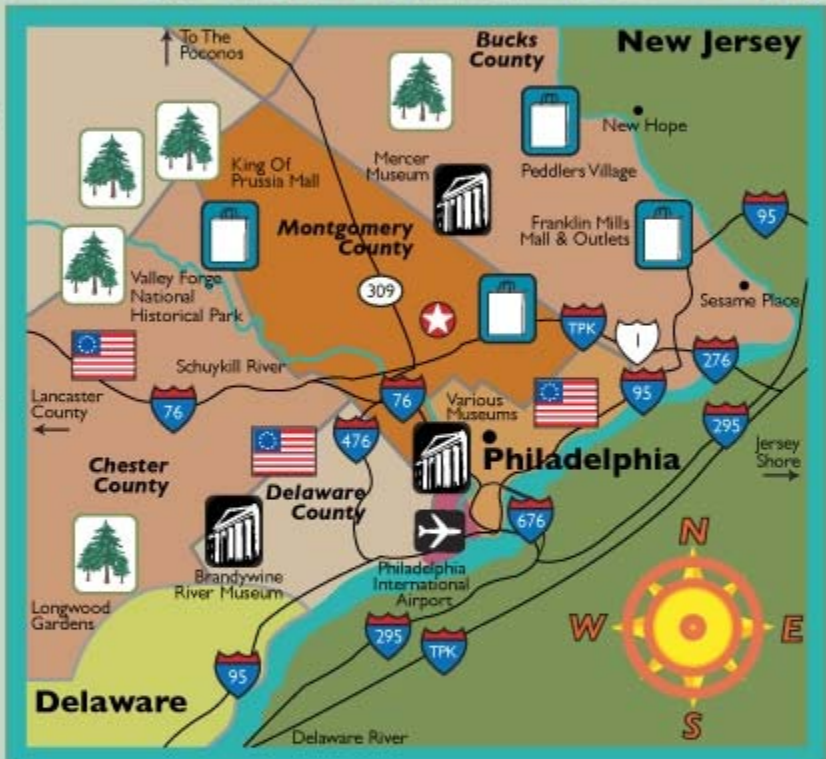 To The
Poconos
Bucks
County
New Jersey
New Hope
King Of
Prussia Mall
Mercer
Museum
Peddlers Village
Montgomery
County
Franklin Mills
Mall & Outlets
95
Valley Forge
National
Historical Park
309
Sesame Place
TPK
1
276
Schuykill River
Lancaster
County
76
76
Various
Museums
95
295
476
Jersey
Shore
Philadelphia
Chester
County
Delaware
County
676
Brandywine
River Museum
Philadelphia
International
Airport
Longwood
Gardens
N
W
E
S
295
TPK
95
Delaware
Delaware River